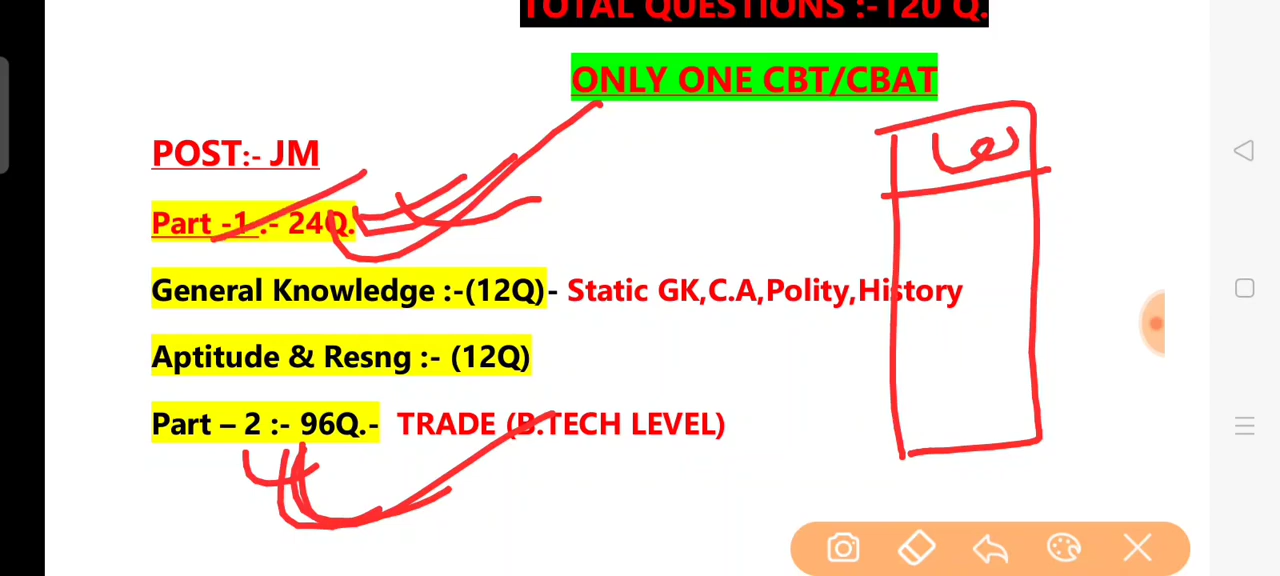 TOTAL QUESTIONS :-120 Q.
ONLY ONE CBT/CBAT
POST:- JM
Part -1 :- 24Q.
General Knowledge :-(12Q)- Static GK,C.A,Polity,History
Aptitude & Resng :- (12Q)
Part – 2 :- 96Q.- TRADE (B.TECH LEVEL)